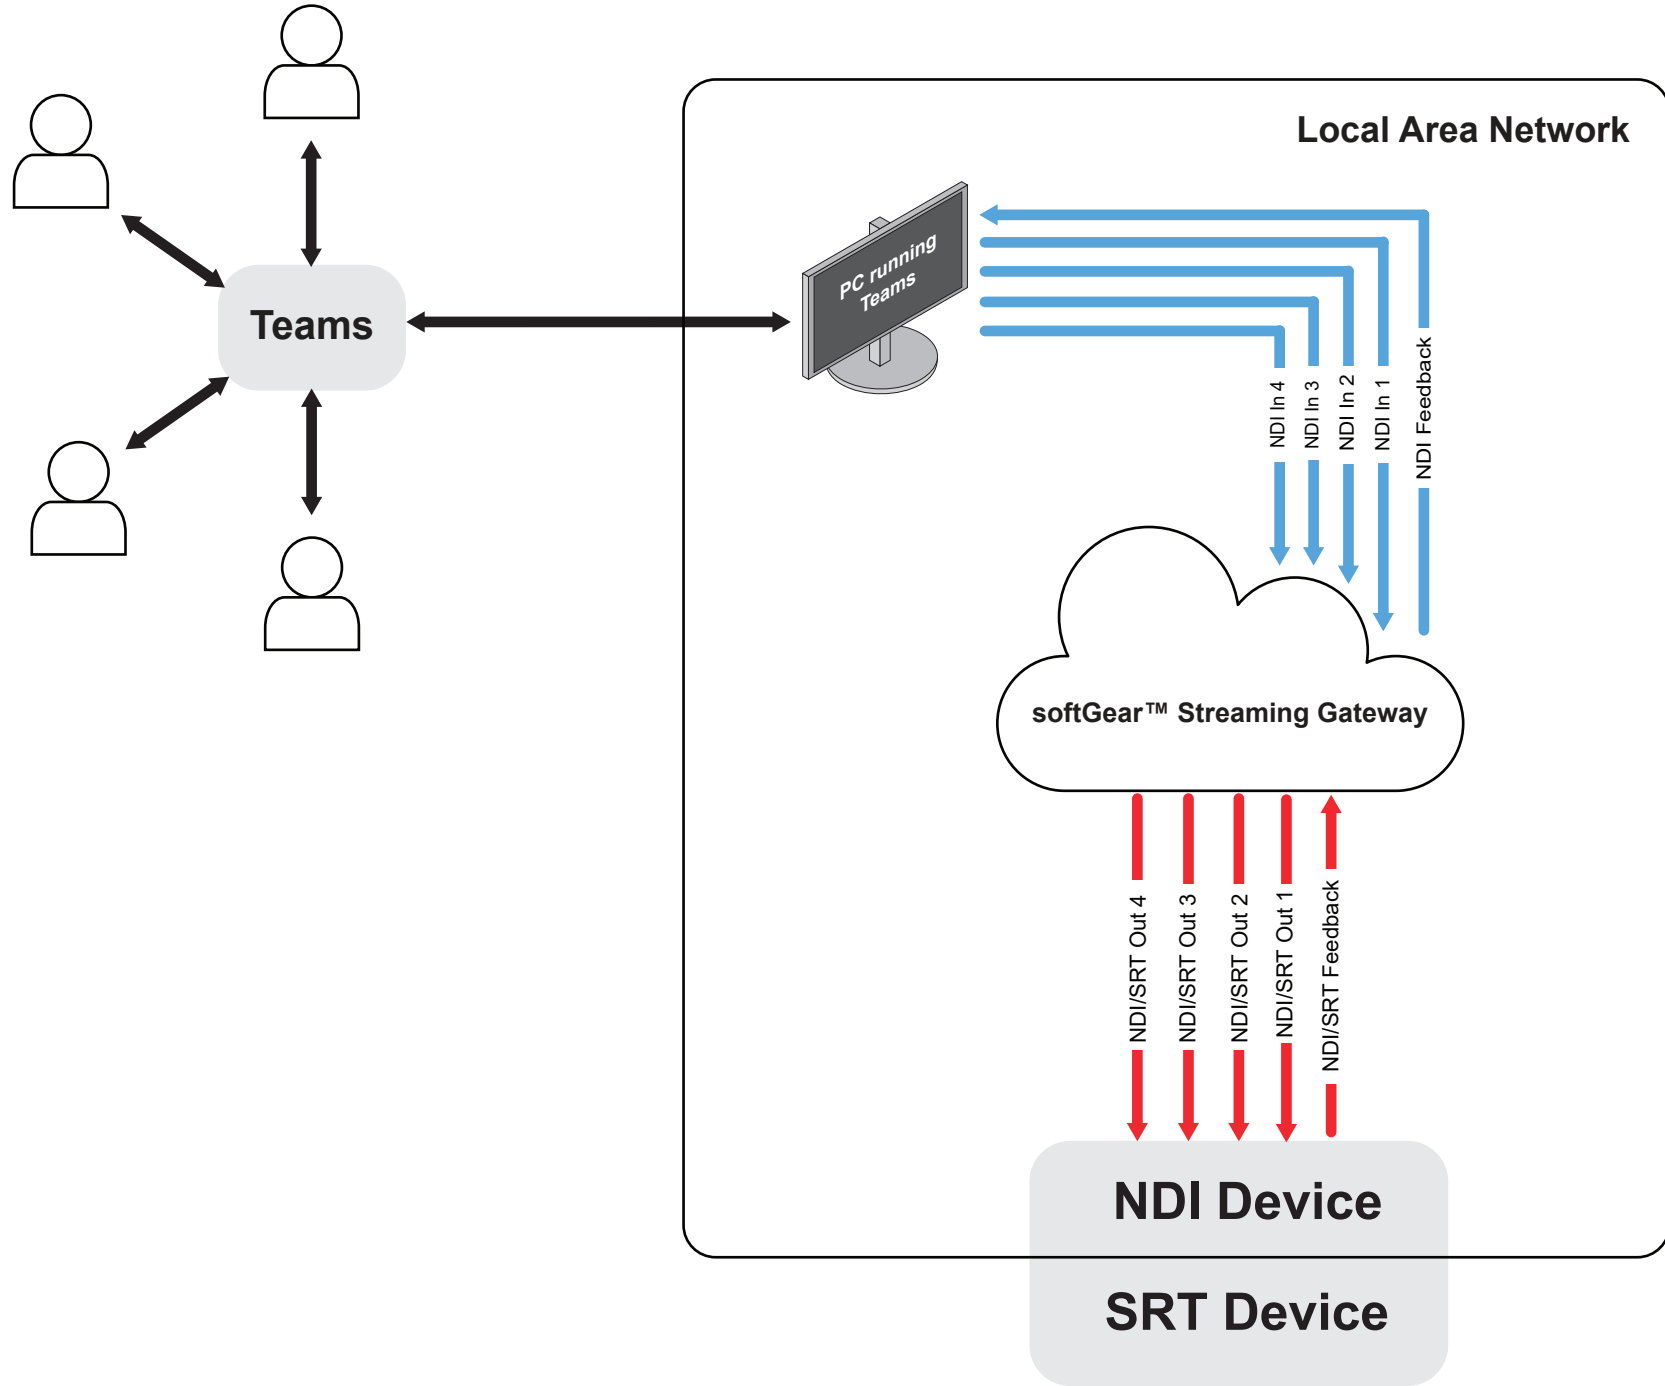 Local Area Network
PC running
Teams
Teams
NDI In 4
NDI In 3
NDI In 2
NDI In 1
NDI Feedback
softGear™ Streaming Gateway
NDI/SRT Out 4
NDI/SRT Out 3
NDI/SRT Out 2
NDI/SRT Out 1
NDI/SRT Feedback
NDI Device
SRT Device